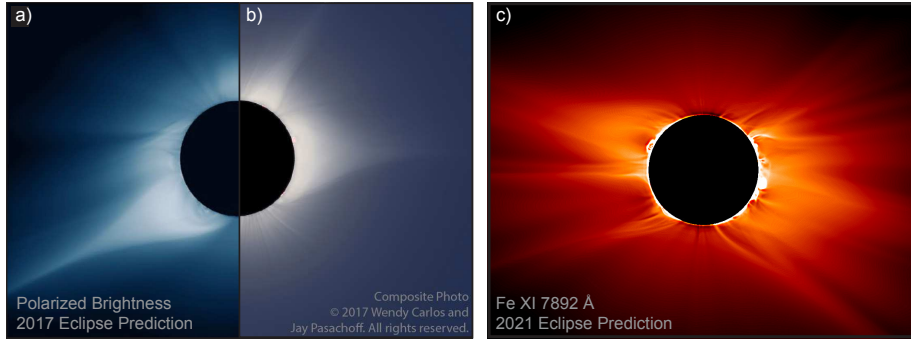 a)
b)
Polarized Brightness
2017 Eclipse Prediction
Composite Photo
© 2017 Wendy Carlos and
Jay Pasachoff. All rights reserved.
c)
Fe XI 7892 Å
2021 Eclipse Prediction